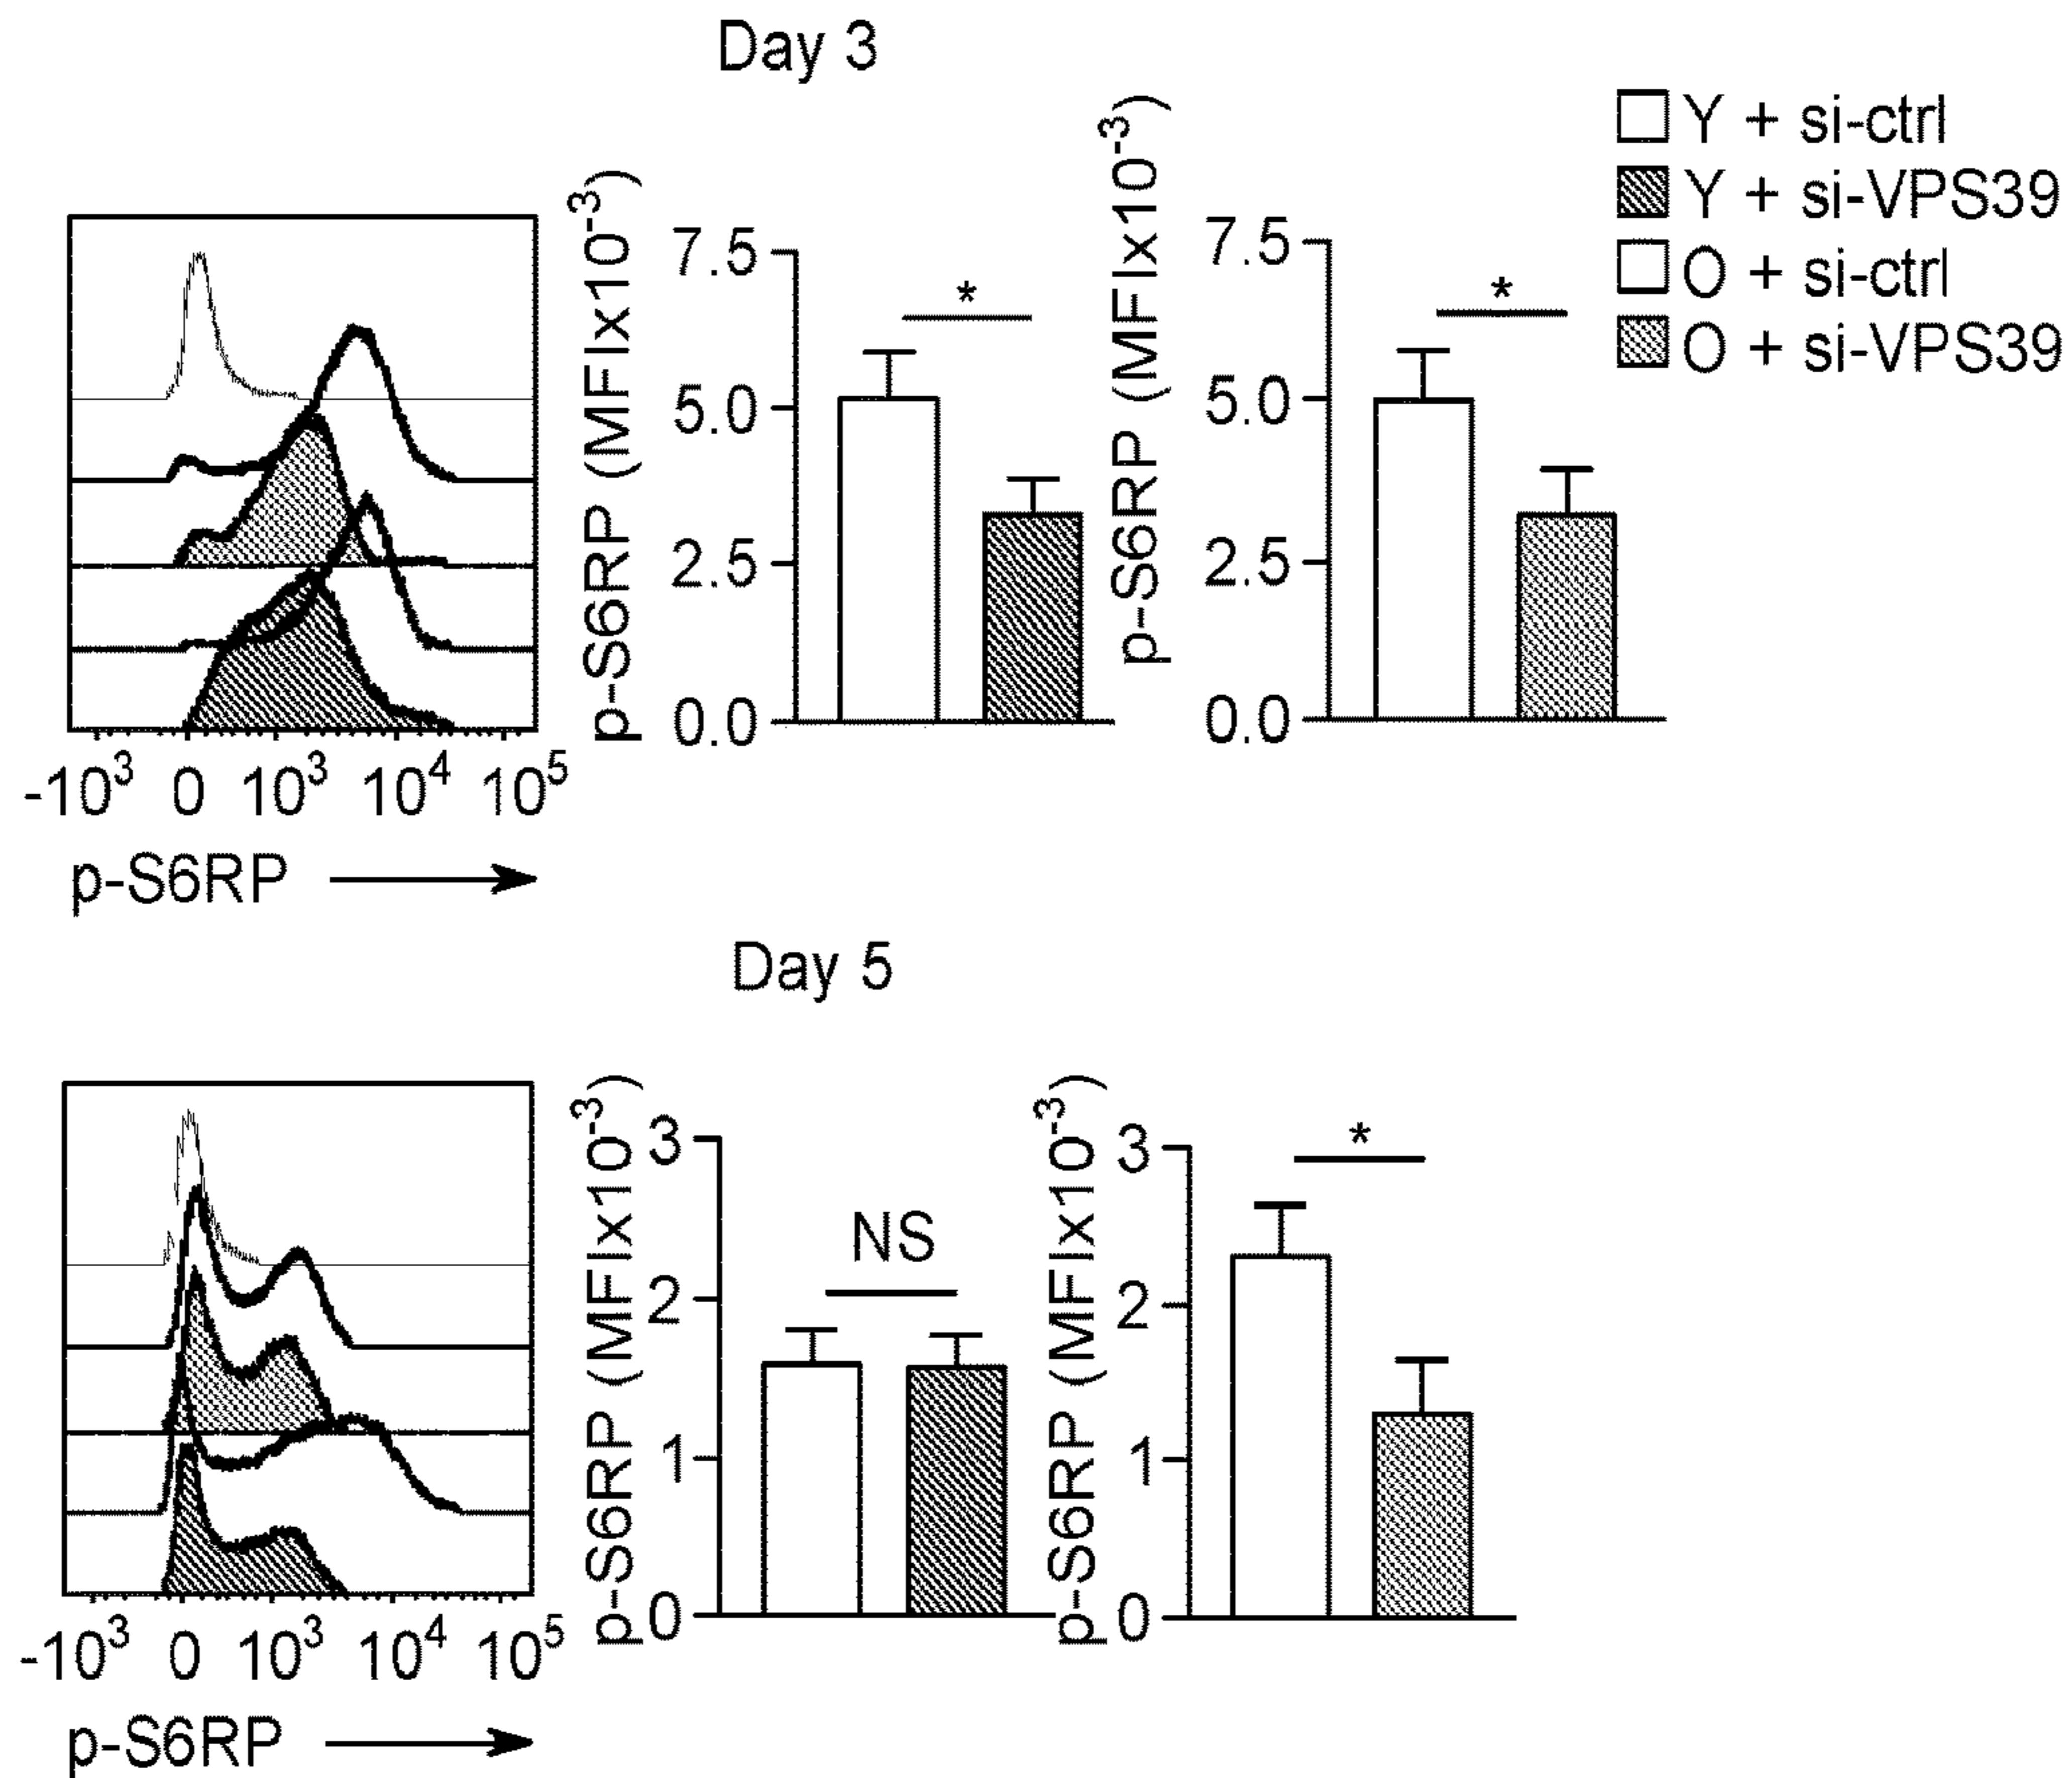 Day 3
Y + si-ctrl
Y + si-VPS39
O + si-ctrl
O + si-VPS39
-10³ 0 10³ 10⁴ 10⁵
p-S6RP
p-S6RP (MFIx10⁻³)
7.5
5.0
2.5
0.0
*
p-S6RP (MFIx10⁻³)
7.5
5.0
2.5
0.0
*
Day 5
-10³ 0 10³ 10⁴ 10⁵
p-S6RP
p-S6RP (MFIx10⁻³)
3
2
1
0
NS
p-S6RP (MFIx10⁻³)
3
2
1
0
*